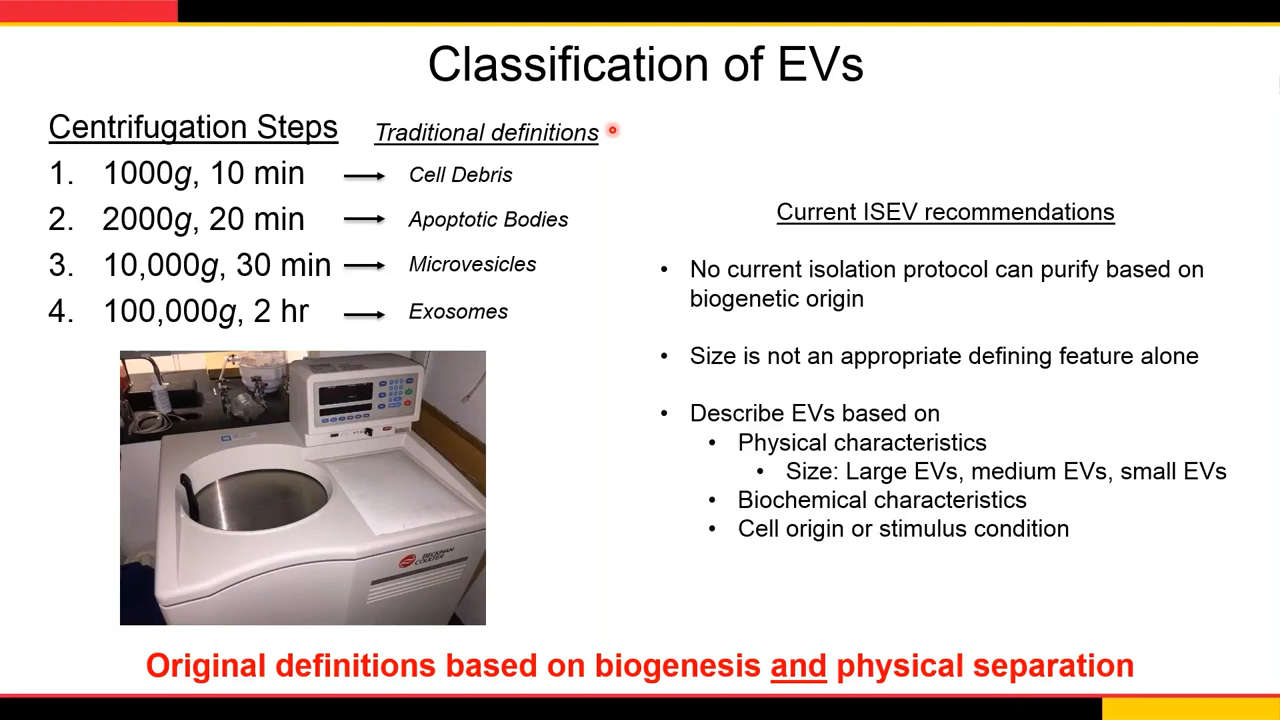 Classification of EVs
Centrifugation Steps
Traditional definitions
1. 1000g, 10 min
Cell Debris
2. 2000g, 20 min
Apoptotic Bodies
3. 10,000g, 30 min
Microvesicles
4. 100,000g, 2 hr
Exosomes
BECKMAN
COULTER
Current ISEV recommendations
• No current isolation protocol can purify based on
biogenetic origin
• Size is not an appropriate defining feature alone
• Describe EVs based on
• Physical characteristics
• Size: Large EVs, medium EVs, small EVs
• Biochemical characteristics
• Cell origin or stimulus condition
Original definitions based on biogenesis and physical separation